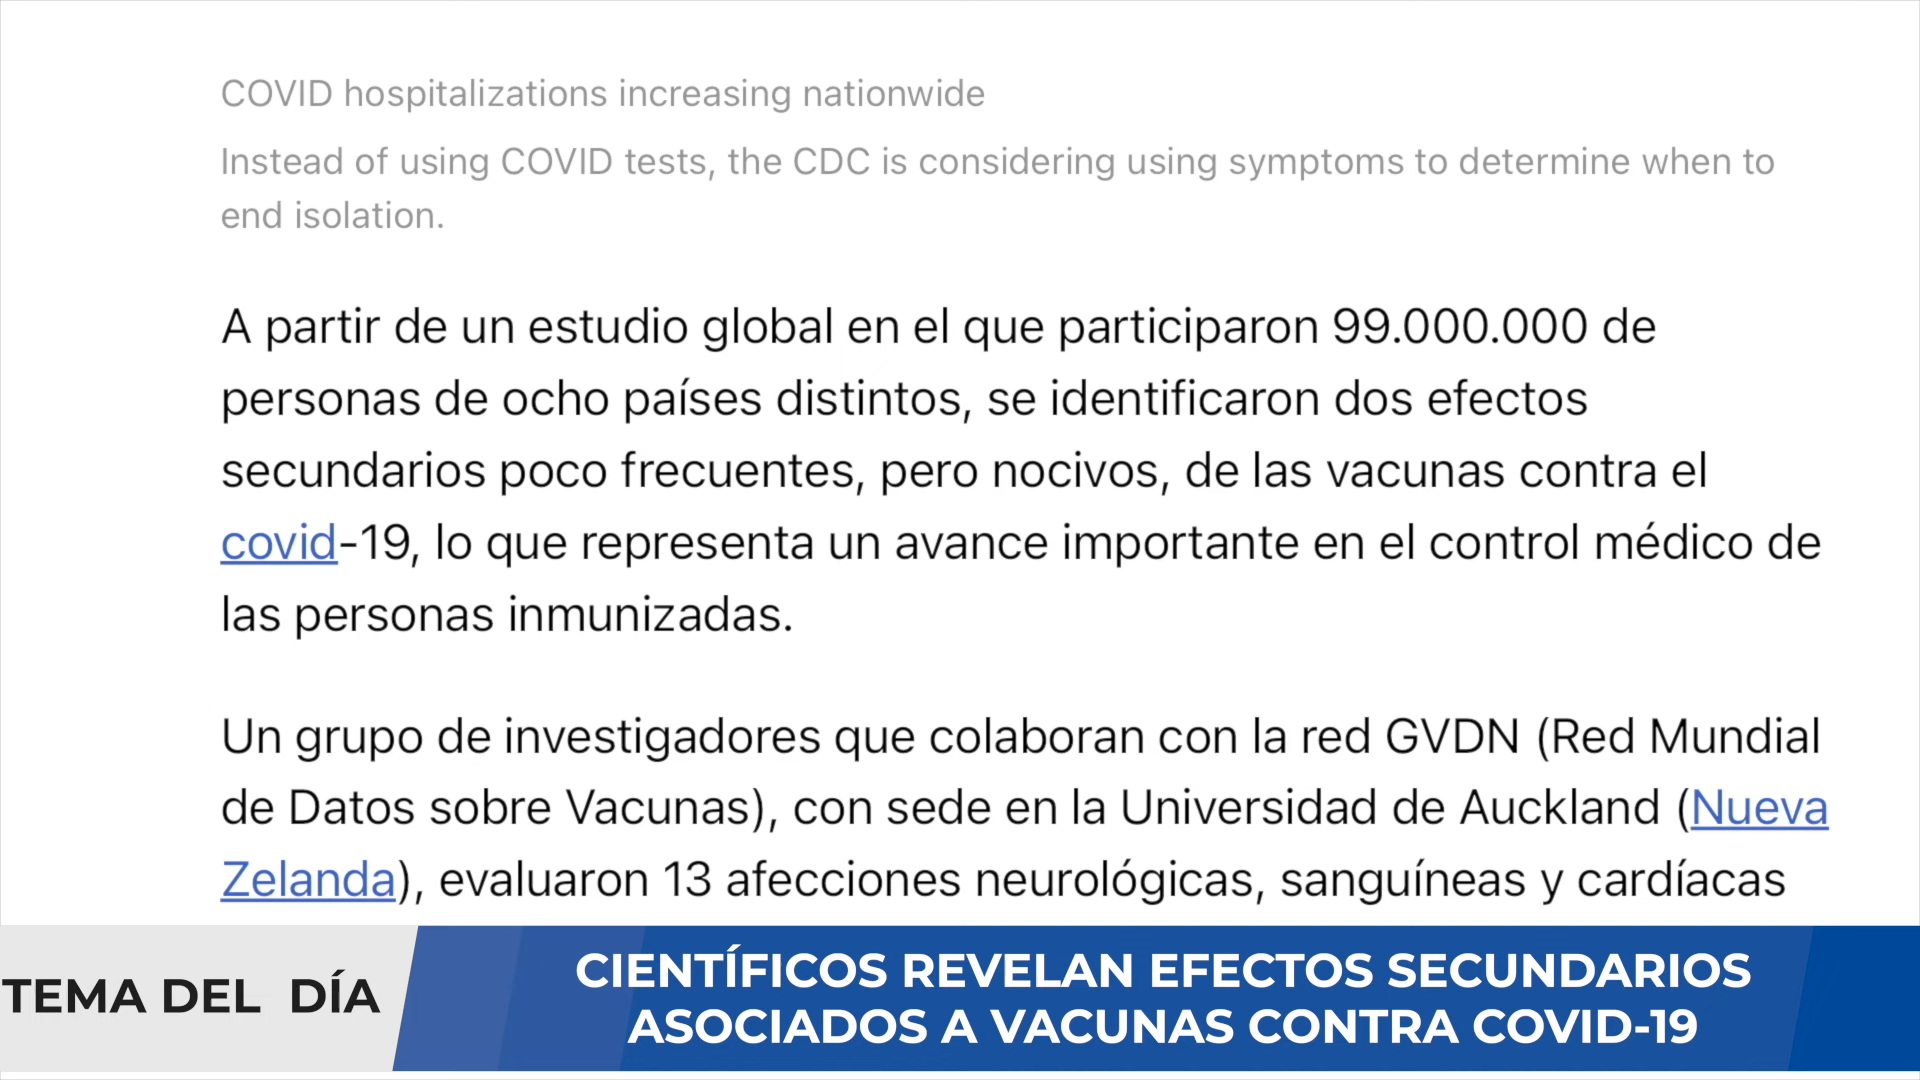 COVID hospitalizations increasing nationwide
Instead of using COVID tests, the CDC is considering using symptoms to determine when to
end isolation.
A partir de un estudio global en el que participaron 99.000.000 de
personas de ocho países distintos, se identificaron dos efectos
secundarios poco frecuentes, pero nocivos, de las vacunas contra el
covid-19, lo que representa un avance importante en el control médico de
las personas inmunizadas.
Un grupo de investigadores que colaboran con la red GVDN (Red Mundial
de Datos sobre Vacunas), con sede en la Universidad de Auckland (Nueva
Zelanda), evaluaron 13 afecciones neurológicas, sanguíneas y cardíacas
TEMA DEL DÍA
CIENTÍFICOS REVELAN EFECTOS SECUNDARIOS
ASOCIADOS A VACUNAS CONTRA COVID-19